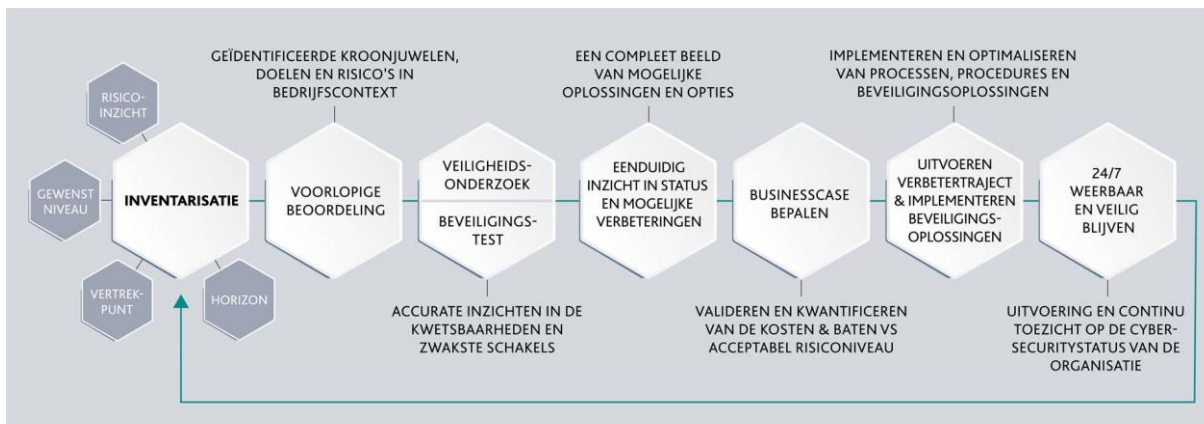 GEÏDENTIFICEERDE KROONJUWELEN,
DOELEN EN RISICO'S IN
BEDRIJFSCONTEXT
EEN COMPLEET BEELD
VAN MOGELIJKE
OPLOSSINGEN EN OPTIES
IMPLEMENTEREN EN OPTIMALISEREN
VAN PROCESSEN, PROCEDURES EN
BEVEILIGINGSOPLOSSINGEN
RISICO-
INZICHT
GEWENST
NIVEAU
VERTREK-
PUNT
HORIZON
INVENTARISATIE
VOORLOPIGE
BEOORDELING
VEILIGHEIDS-
ONDERZOEK
BEVEILIGINGS-
TEST
EENDUIDIG
INZICHT IN STATUS
EN MOGELIJKE
VERBETERINGEN
BUSINESSCASE
BEPALEN
UITVOEREN
VERBETERTRAJECT
& IMPLEMENTEREN
BEVEILIGINGS-
OPLOSSINGEN
24/7
WEERBAAR
EN VEILIG
BLIJVEN
ACCURATE INZICHTEN IN DE
KWETSBAARHEDEN EN
ZWAKSTE SCHAKELS
VALIDEREN EN KWANTIFICEREN
VAN DE KOSTEN & BATEN VS
ACCEPTABEL RISICONIVEAU
UITVOERING EN CONTINU
TOEZICHT OP DE CYBER-
SECURITYSTATUS VAN DE
ORGANISATIE